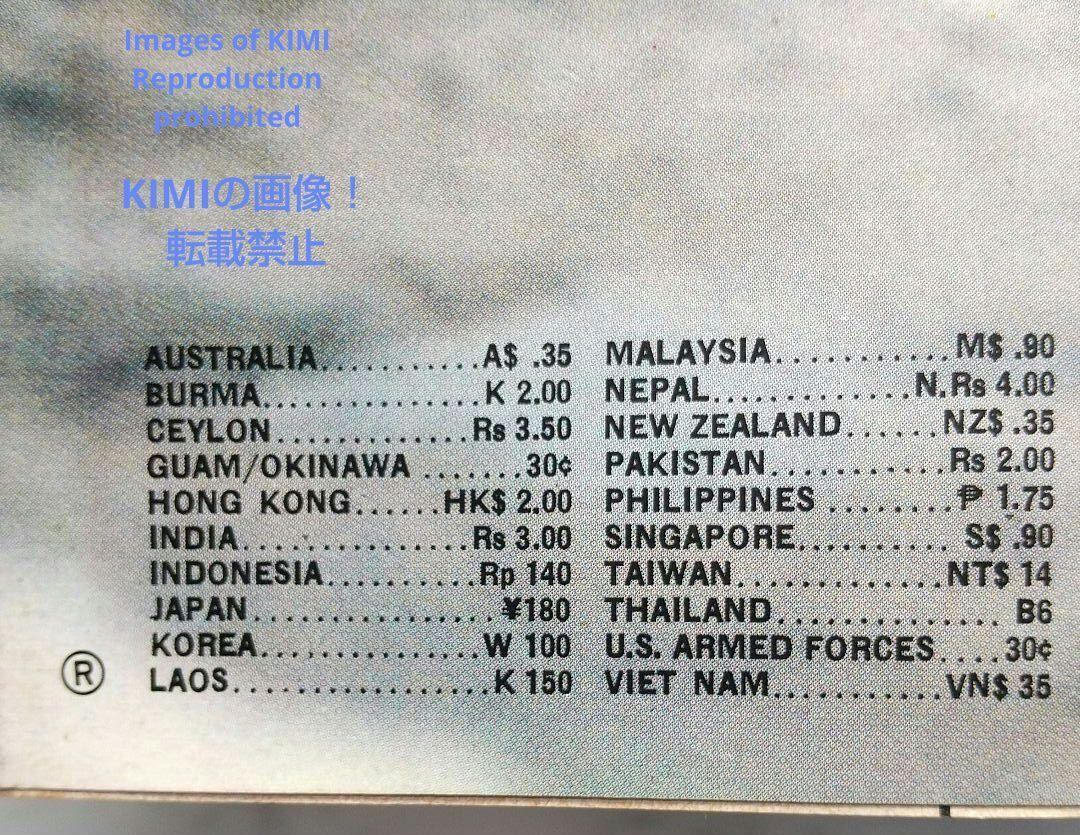 Images of KIMI
Reproduction
prohibited
KIMIの画像！
転載禁止
AUSTRALIA...........A$ .35
BURMA................K 2.00
CEYLON.............Rs 3.50
GUAM/OKINAWA .......30¢
HONG KONG......HK$ 2.00
INDIA.................Rs 3.00
INDONESIA..........Rp 140
JAPAN.................¥180
KOREA.................W 100
LAOS...................K 150
®
MALAYSIA............M$ .90
NEPAL..............N.Rs 4.00
NEW ZEALAND......NZ$ .35
PAKISTAN............Rs 2.00
PHILIPPINES .........₱ 1.75
SINGAPORE.......... S$ .90
TAIWAN..............NT$ 14
THAILAND............... B6
U.S. ARMED FORCES....30¢
VIET NAM...........VN$ 35